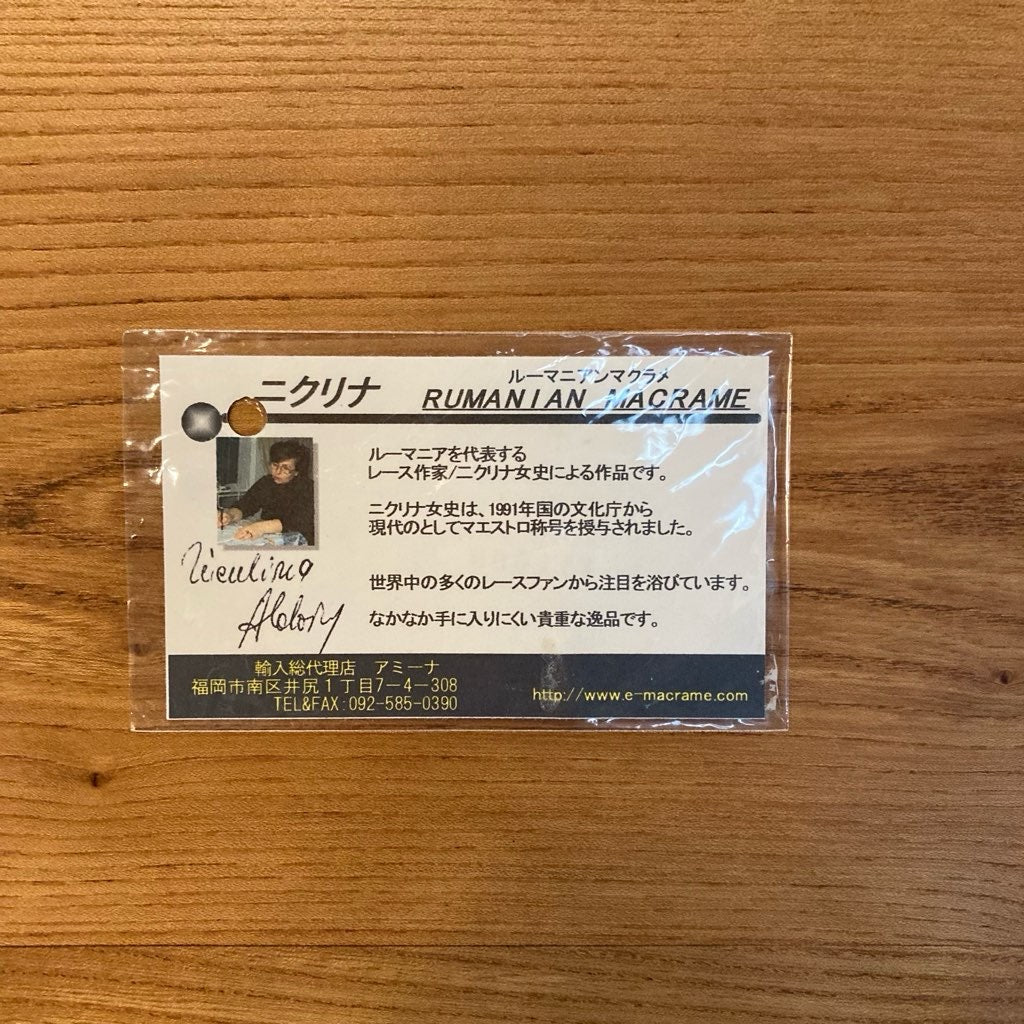 ニクリナ
ルーマニアンマクラメ
RUMANIAN MACRAME
ルーマニアを代表する
レース作家/ニクリナ女史による作品です。
ニクリナ女史は、1991年国の文化庁から
現代のとしてマエストロ称号を授与されました。
世界中の多くのレースファンから注目を浴びています。
なかなか手に入りにくい貴重な逸品です。
Niculina
輸入総代理店 アミーナ
福岡市南区井尻1丁目7-4-308
TEL&FAX:092-585-0390
http://www.e-macrame.com